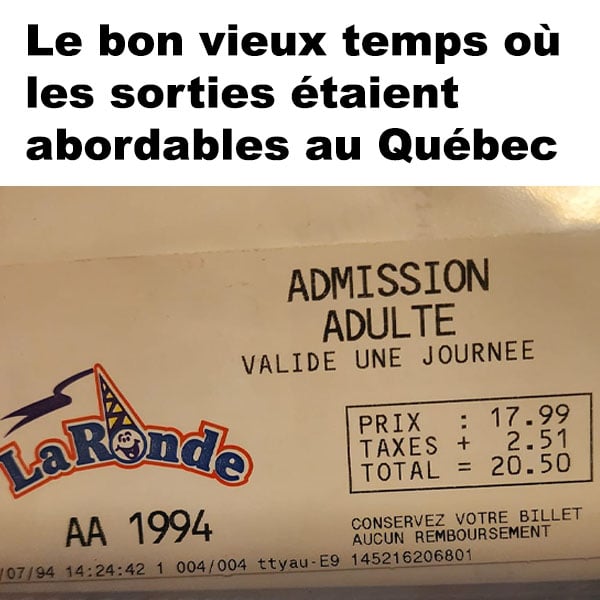 Le bon vieux temps où
les sorties étaient
abordables au Québec
ADMISSION
ADULTE
VALIDE UNE JOURNEE
PRIX : 17.99
TAXES + 2.51
TOTAL = 20.50
LaRonde
AA 1994
CONSERVEZ VOTRE BILLET
AUCUN REMBOURSEMENT
/07/94 14:24:42 1 004/004 ttyau-E9 145216206801